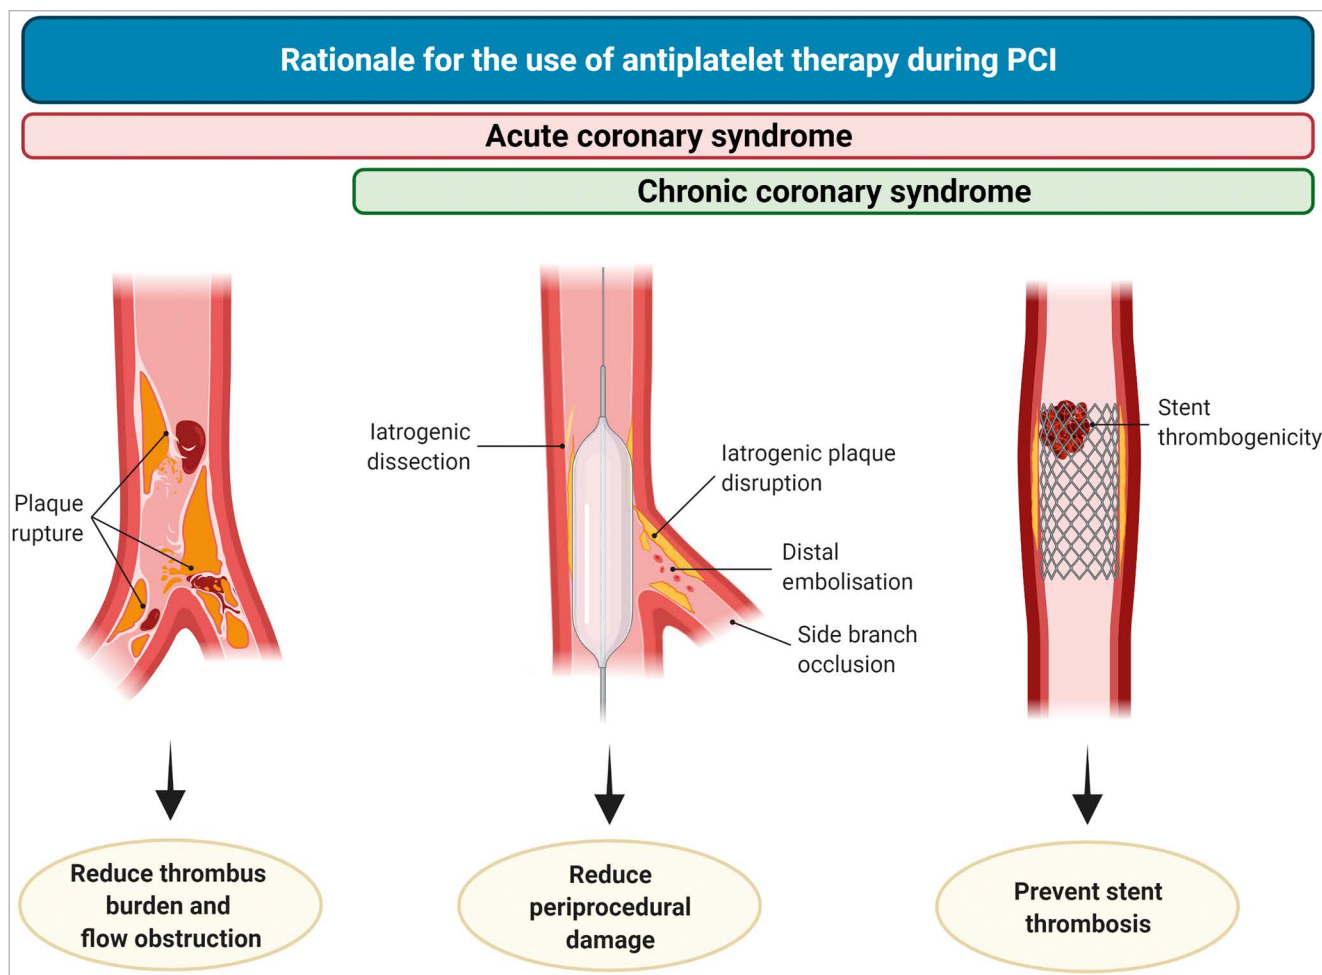 Rationale for the use of antiplatelet therapy during PCI
Acute coronary syndrome
Chronic coronary syndrome
Plaque
rupture
Iatrogenic
dissection
Iatrogenic plaque
disruption
Distal
embolisation
Side branch
occlusion
Stent
thrombogenicity
Reduce thrombus
burden and
flow obstruction
Reduce
periprocedural
damage
Prevent stent
thrombosis